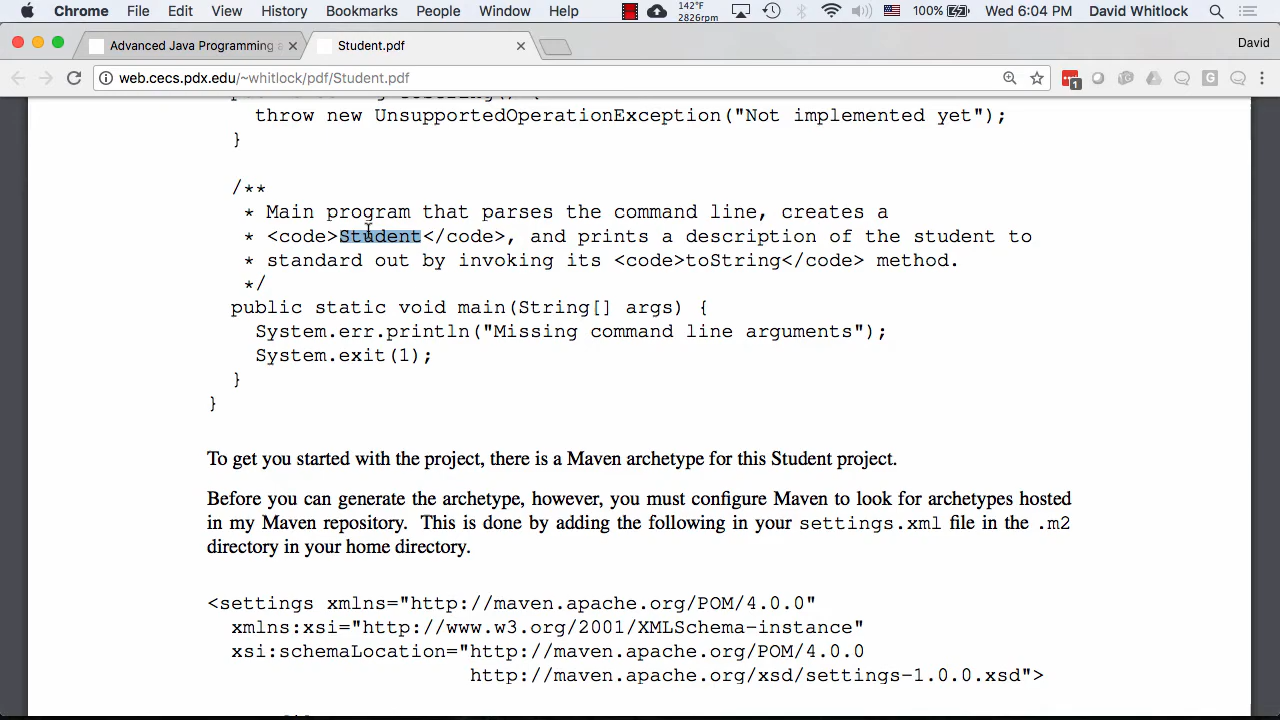 Chrome File Edit View History Bookmarks People Window Help 142°F 2826rpm 100% Wed 6:04 PM David Whitlock
Advanced Java Programming Student.pdf David
web.cecs.pdx.edu/~whitlock/pdf/Student.pdf 1
throw new UnsupportedOperationException("Not implemented yet");
}
/**
* Main program that parses the command line, creates a
* <code>Student</code>, and prints a description of the student to
* standard out by invoking its <code>toString</code> method.
*/
public static void main(String[] args) {
System.err.println("Missing command line arguments");
System.exit(1);
}
}
To get you started with the project, there is a Maven archetype for this Student project.
Before you can generate the archetype, however, you must configure Maven to look for archetypes hosted
in my Maven repository. This is done by adding the following in your settings.xml file in the .m2
directory in your home directory.
<settings xmlns="http://maven.apache.org/POM/4.0.0"
xmlns:xsi="http://www.w3.org/2001/XMLSchema-instance"
xsi:schemaLocation="http://maven.apache.org/POM/4.0.0
http://maven.apache.org/xsd/settings-1.0.0.xsd">